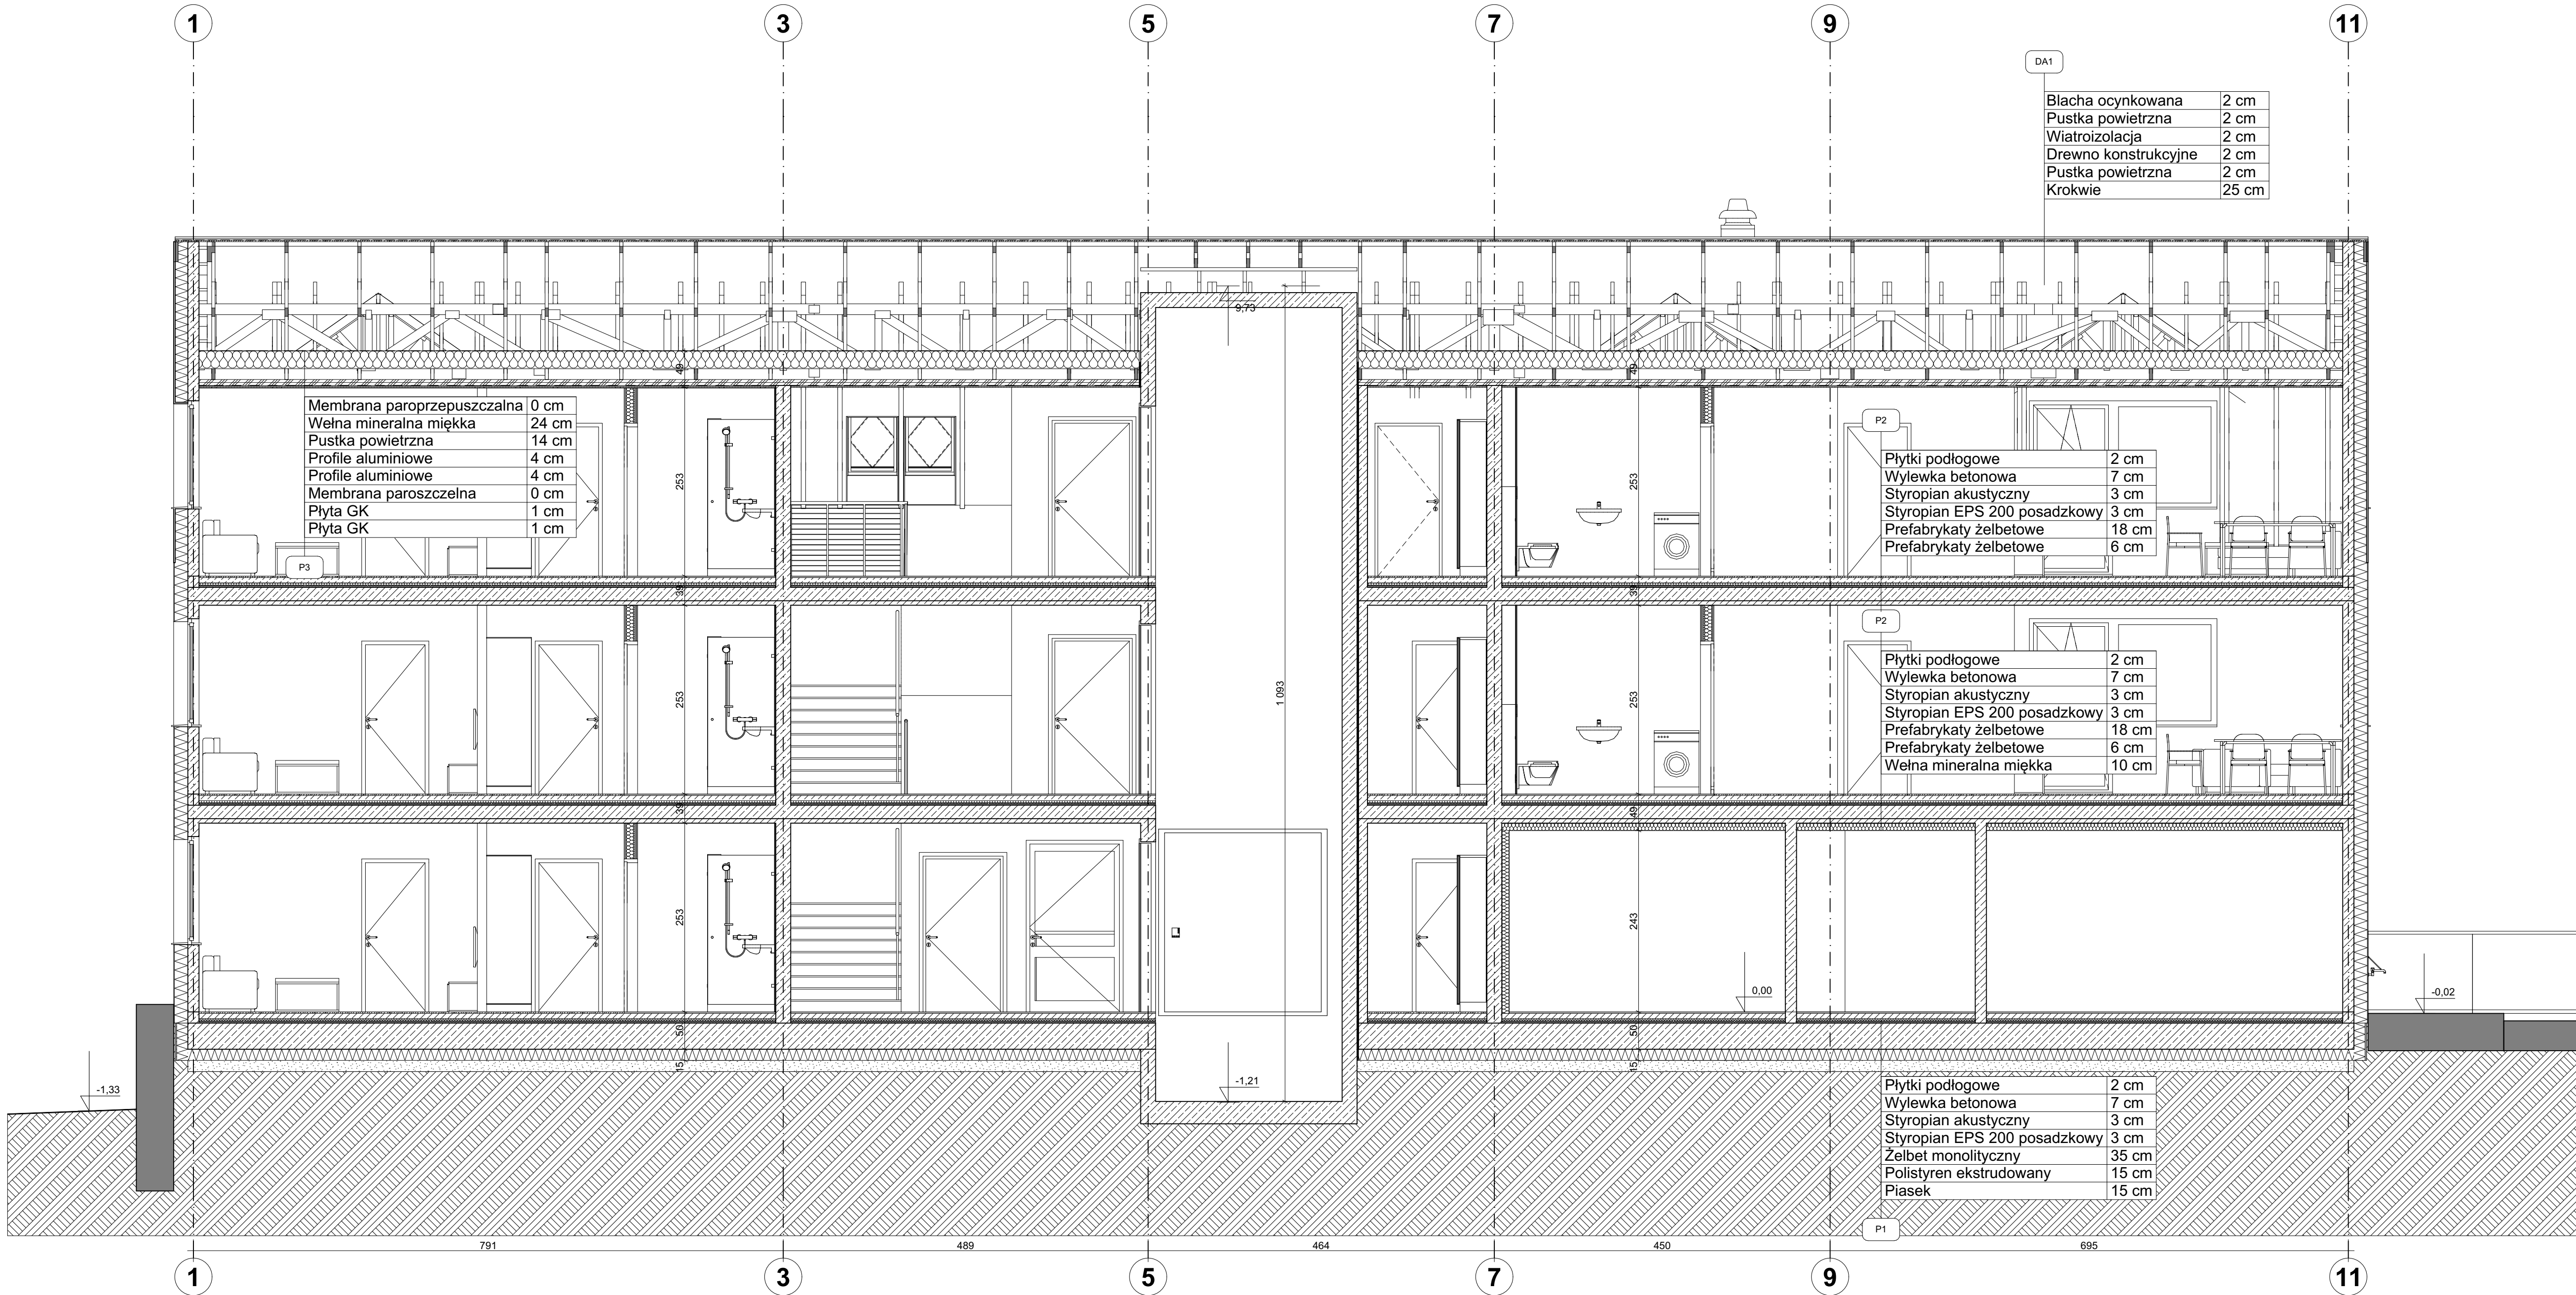 1 3 5 7 9 11
DA1
Blacha ocynkowana 2 cm
Pustka powietrzna 2 cm
Wiatroizolacja 2 cm
Drewno konstrukcyjne 2 cm
Pustka powietrzna 2 cm
Krokwie 25 cm
9,73
49 49
Membrana paroprzepuszczalna 0 cm
Wełna mineralna miękka 24 cm
Pustka powietrzna 14 cm
Profile aluminiowe 4 cm
Profile aluminiowe 4 cm
Membrana paroszczelna 0 cm
Płyta GK 1 cm
Płyta GK 1 cm
P3
253 253
P2
Płytki podłogowe 2 cm
Wylewka betonowa 7 cm
Styropian akustyczny 3 cm
Styropian EPS 200 posadzkowy 3 cm
Prefabrykaty żelbetowe 18 cm
Prefabrykaty żelbetowe 6 cm
39 39
P2
Płytki podłogowe 2 cm
Wylewka betonowa 7 cm
Styropian akustyczny 3 cm
Styropian EPS 200 posadzkowy 3 cm
Prefabrykaty żelbetowe 18 cm
Prefabrykaty żelbetowe 6 cm
Wełna mineralna miękka 10 cm
253 1 093 253
39 49
253 243
0,00
-0,02
50 50
15 15
-1,33
-1,21
Płytki podłogowe 2 cm
Wylewka betonowa 7 cm
Styropian akustyczny 3 cm
Styropian EPS 200 posadzkowy 3 cm
Żelbet monolityczny 35 cm
Polistyren ekstrudowany 15 cm
Piasek 15 cm
P1
791 489 464 450 695
1 3 5 7 9 11